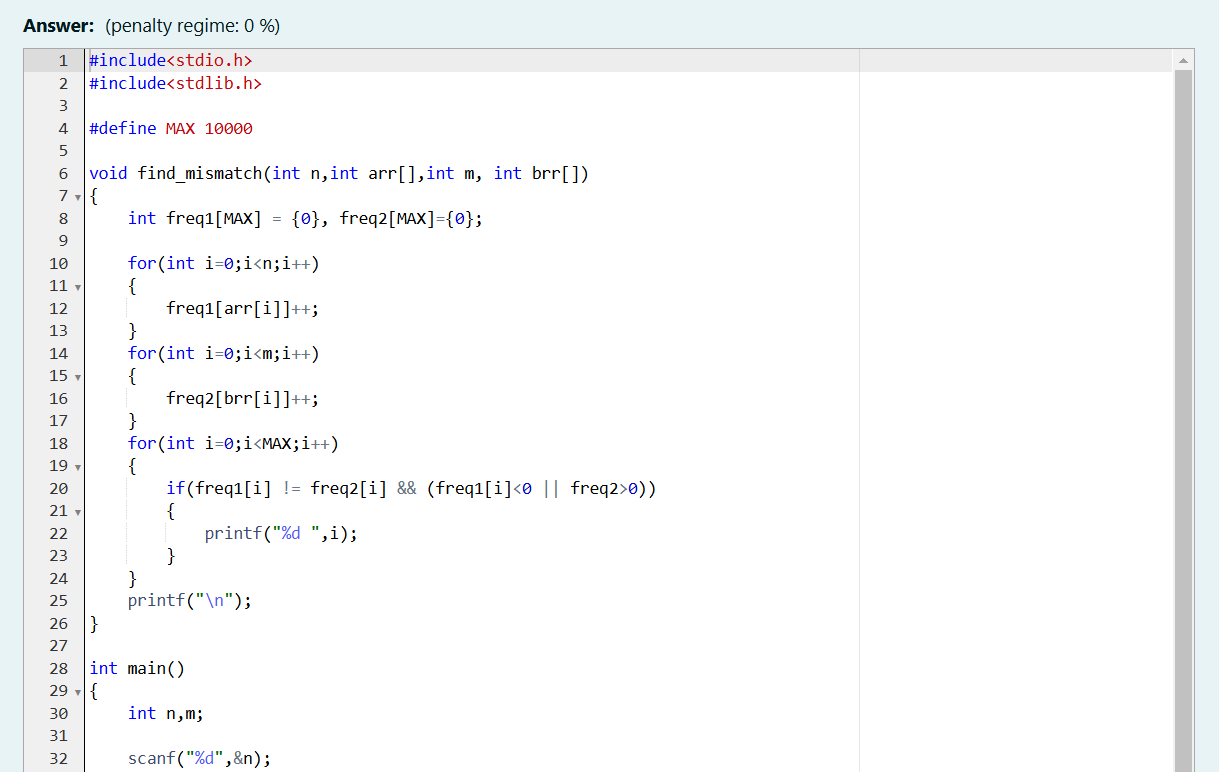 Answer: (penalty regime: 0 %)
1 #include<stdio.h>
2 #include<stdlib.h>
3
4 #define MAX 10000
5
6 void find_mismatch(int n,int arr[],int m, int brr[])
7 {
8     int freq1[MAX] = {0}, freq2[MAX]={0};
9
10     for(int i=0;i<n;i++)
11     {
12         freq1[arr[i]]++;
13     }
14     for(int i=0;i<m;i++)
15     {
16         freq2[brr[i]]++;
17     }
18     for(int i=0;i<MAX;i++)
19     {
20         if(freq1[i] != freq2[i] && (freq1[i]<0 || freq2>0))
21         {
22             printf("%d ",i);
23         }
24     }
25     printf("\n");
26 }
27
28 int main()
29 {
30     int n,m;
31
32     scanf("%d",&n);